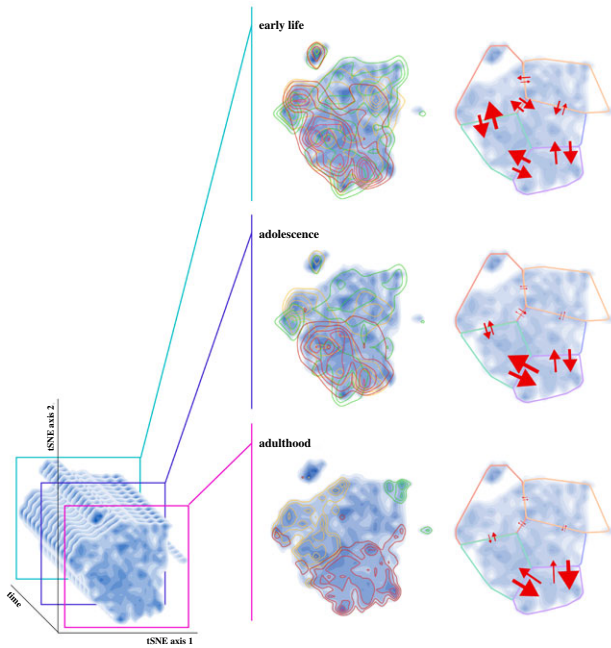 early life
adolescence
adulthood
tSNE axis 2
time
tSNE axis 1